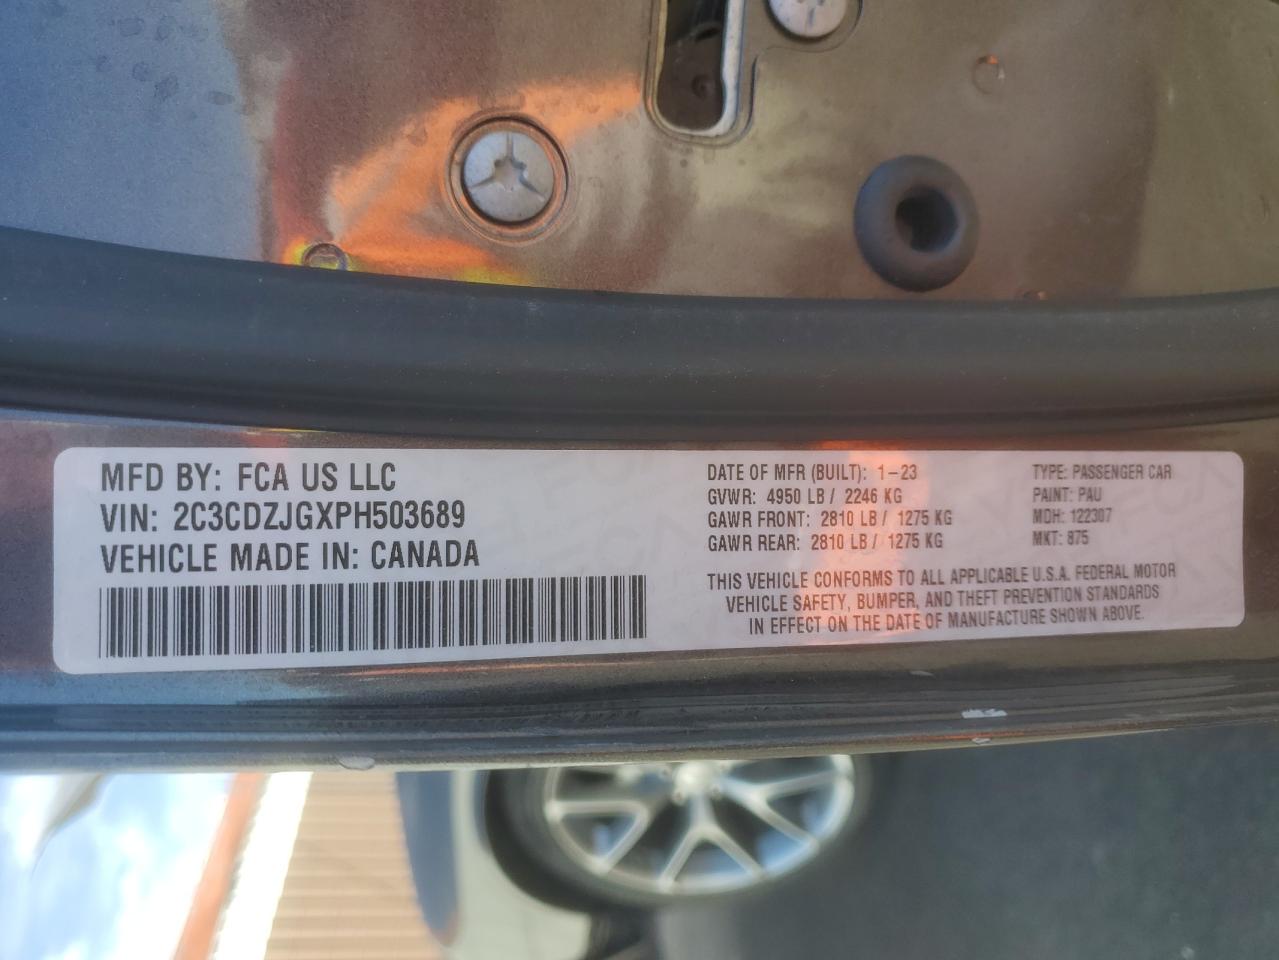 MFD BY: FCA US LLC
VIN: 2C3CDZJGXPH503689
VEHICLE MADE IN: CANADA
DATE OF MFR (BUILT): 1-23
GVWR: 4950 LB / 2246 KG
GAWR FRONT: 2810 LB / 1275 KG
GAWR REAR: 2810 LB / 1275 KG
TYPE: PASSENGER CAR
PAINT: PAU
MDH: 122307
MKT: 875
THIS VEHICLE CONFORMS TO ALL APPLICABLE U.S.A. FEDERAL MOTOR
VEHICLE SAFETY, BUMPER, AND THEFT PREVENTION STANDARDS
IN EFFECT ON THE DATE OF MANUFACTURE SHOWN ABOVE.